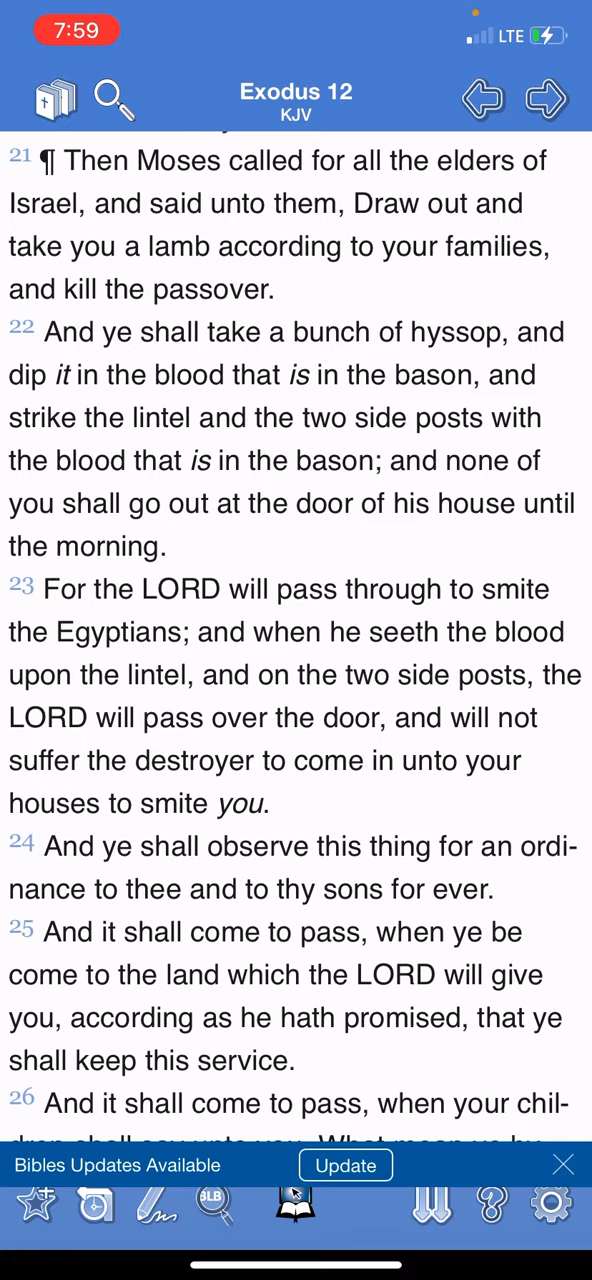 7:59
LTE
Exodus 12
KJV
21 ¶ Then Moses called for all the elders of
Israel, and said unto them, Draw out and
take you a lamb according to your families,
and kill the passover.
22 And ye shall take a bunch of hyssop, and
dip it in the blood that is in the bason, and
strike the lintel and the two side posts with
the blood that is in the bason; and none of
you shall go out at the door of his house until
the morning.
23 For the LORD will pass through to smite
the Egyptians; and when he seeth the blood
upon the lintel, and on the two side posts, the
LORD will pass over the door, and will not
suffer the destroyer to come in unto your
houses to smite you.
24 And ye shall observe this thing for an ordi-
nance to thee and to thy sons for ever.
25 And it shall come to pass, when ye be
come to the land which the LORD will give
you, according as he hath promised, that ye
shall keep this service.
26 And it shall come to pass, when your chil-
Bibles Updates Available
Update
BLB